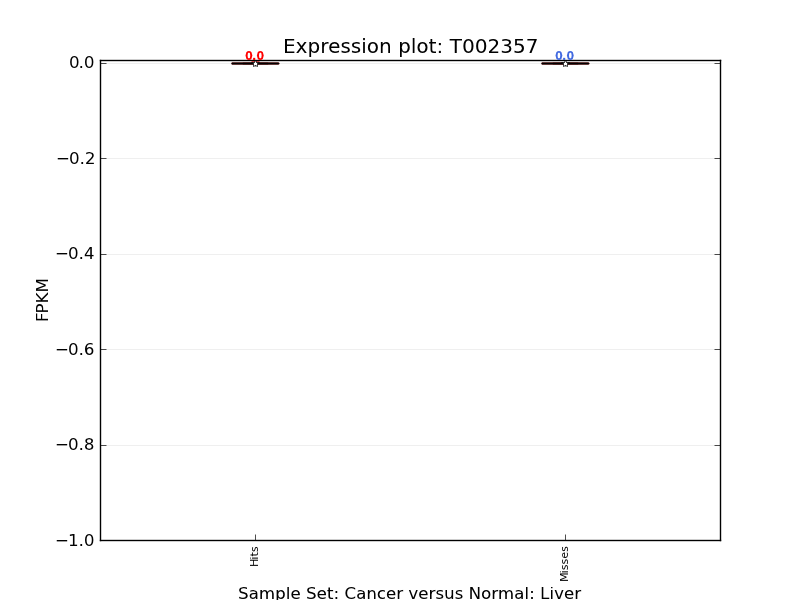 Expression plot: T002357
0.0 0.0
0.0
−0.2
−0.4
−0.6
−0.8
−1.0
FPKM
Hits
Misses
Sample Set: Cancer versus Normal: Liver